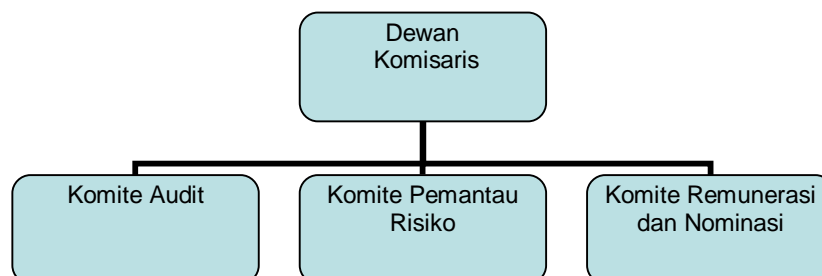 Dewan
Komisaris
Komite Audit
Komite Pemantau
Risiko
Komite Remunerasi
dan Nominasi